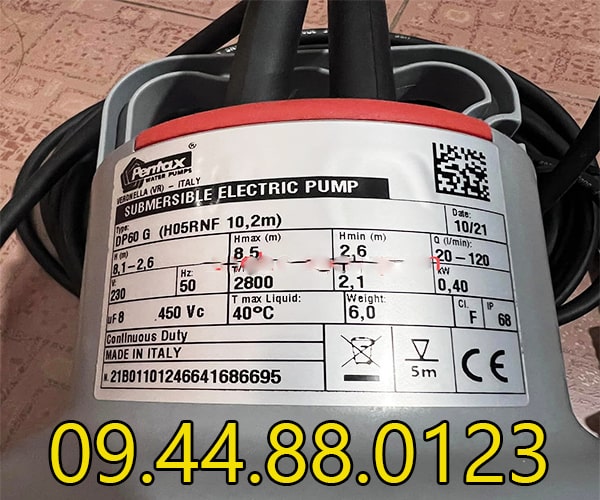 Pentax
WATER PUMPS
VERONELLA (VR) - ITALY
SUBMERSIBLE ELECTRIC PUMP
Type: DP60 G (H05RNF 10,2m) Date: 10/21
H (m) 8,1-2,6 Hmax (m) 8,5 Hmin (m) 2,6 Q (l/min): 20-120
V: 230 Hz: 50 2800 2,1 kW 0,40
uF8 .450 Vc T max Liquid: 40°C Weight: 6,0 Cl. F IP 68
Continuous Duty
MADE IN ITALY
N. 21B01101246641686695
5m CE
09.44.88.0123